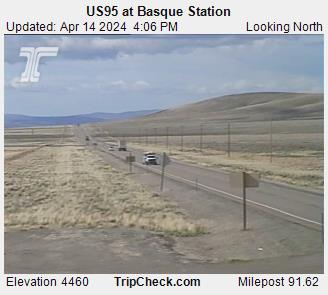 US95 at Basque Station
Updated: Apr 14 2024 4:06 PM Looking North
Elevation 4460 TripCheck.com Milepost 91.62